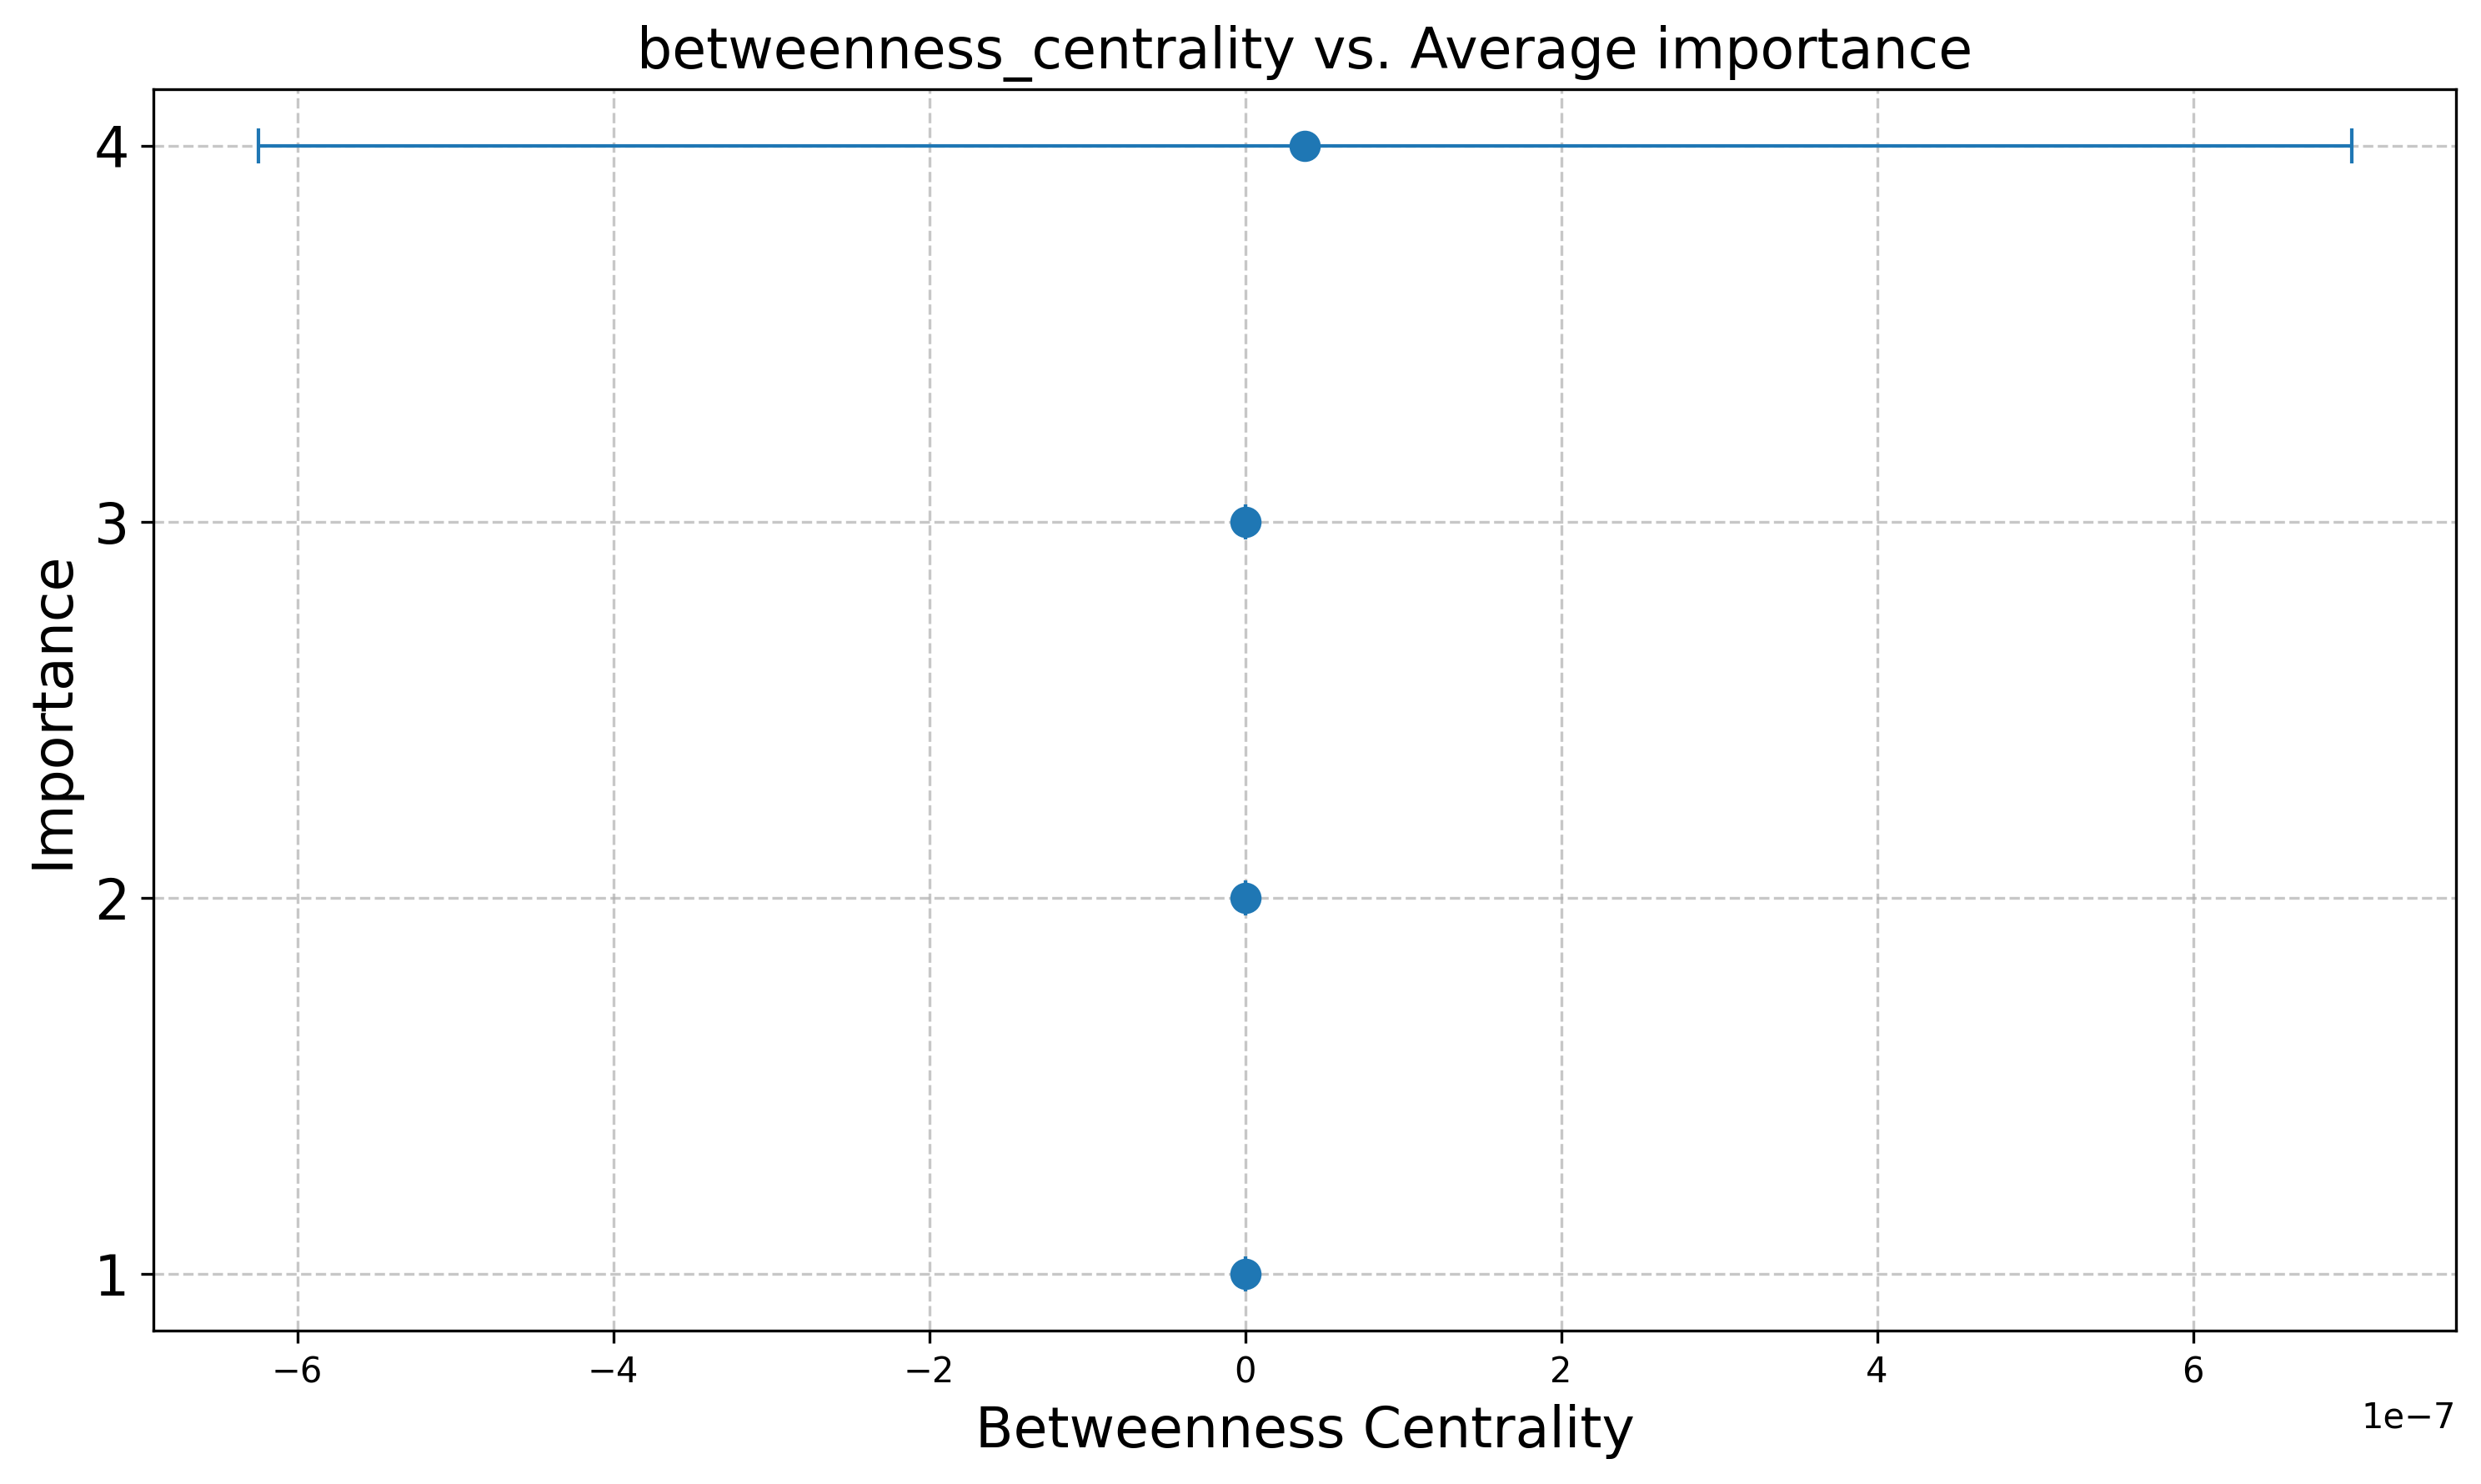 betweenness_centrality vs. Average importance
4
3
2
1
Importance
−6 −4 −2 0 2 4 6
1e−7
Betweenness Centrality